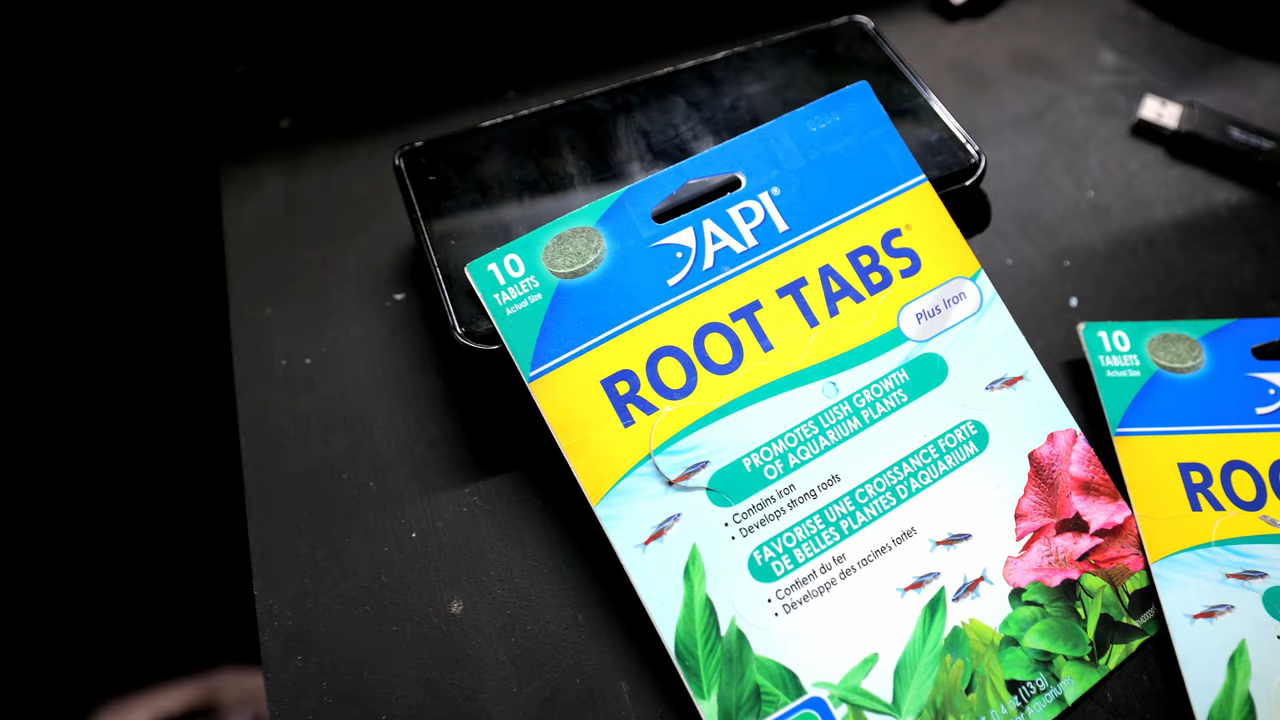 API®
10
TABLETS
Actual Size
ROOT TABS®
Plus Iron
PROMOTES LUSH GROWTH
OF AQUARIUM PLANTS
• Contains iron
• Develops strong roots
FAVORISE UNE CROISSANCE FORTE
DE BELLES PLANTES D'AQUARIUM
• Contient du fer
• Développe des racines fortes
0.4 oz (13g)
Aquariums
10
TABLETS
Actual Size
ROO